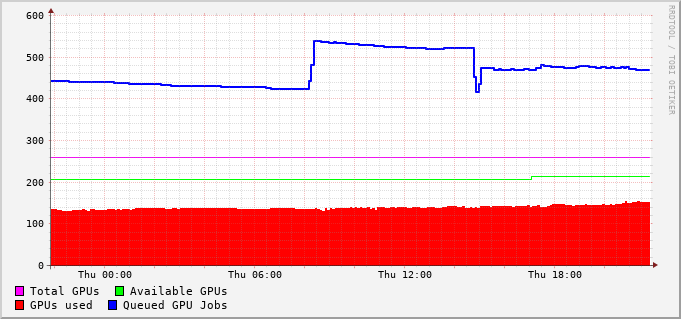 600
500
400
300
200
100
0
Thu 00:00 Thu 06:00 Thu 12:00 Thu 18:00
Total GPUs Available GPUs
GPUs used Queued GPU Jobs
RRDTOOL / TOBI OETIKER